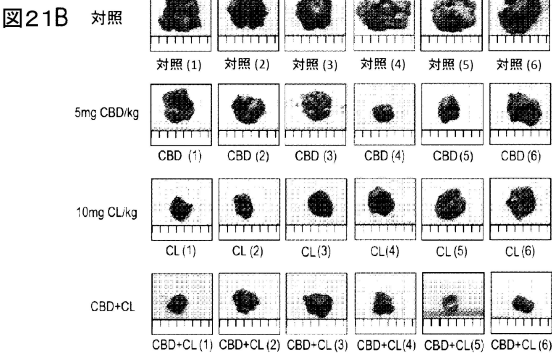 図21B 対照
対照 (1) 対照 (2) 対照 (3) 対照 (4) 対照 (5) 対照 (6)
5mg CBD/kg
CBD (1) CBD (2) CBD (3) CBD (4) CBD (5) CBD (6)
10mg CL/kg
CL (1) CL (2) CL (3) CL (4) CL (5) CL (6)
CBD+CL
CBD+CL (1) CBD+CL (2) CBD+CL (3) CBD+CL (4) CBD+CL (5) CBD+CL (6)